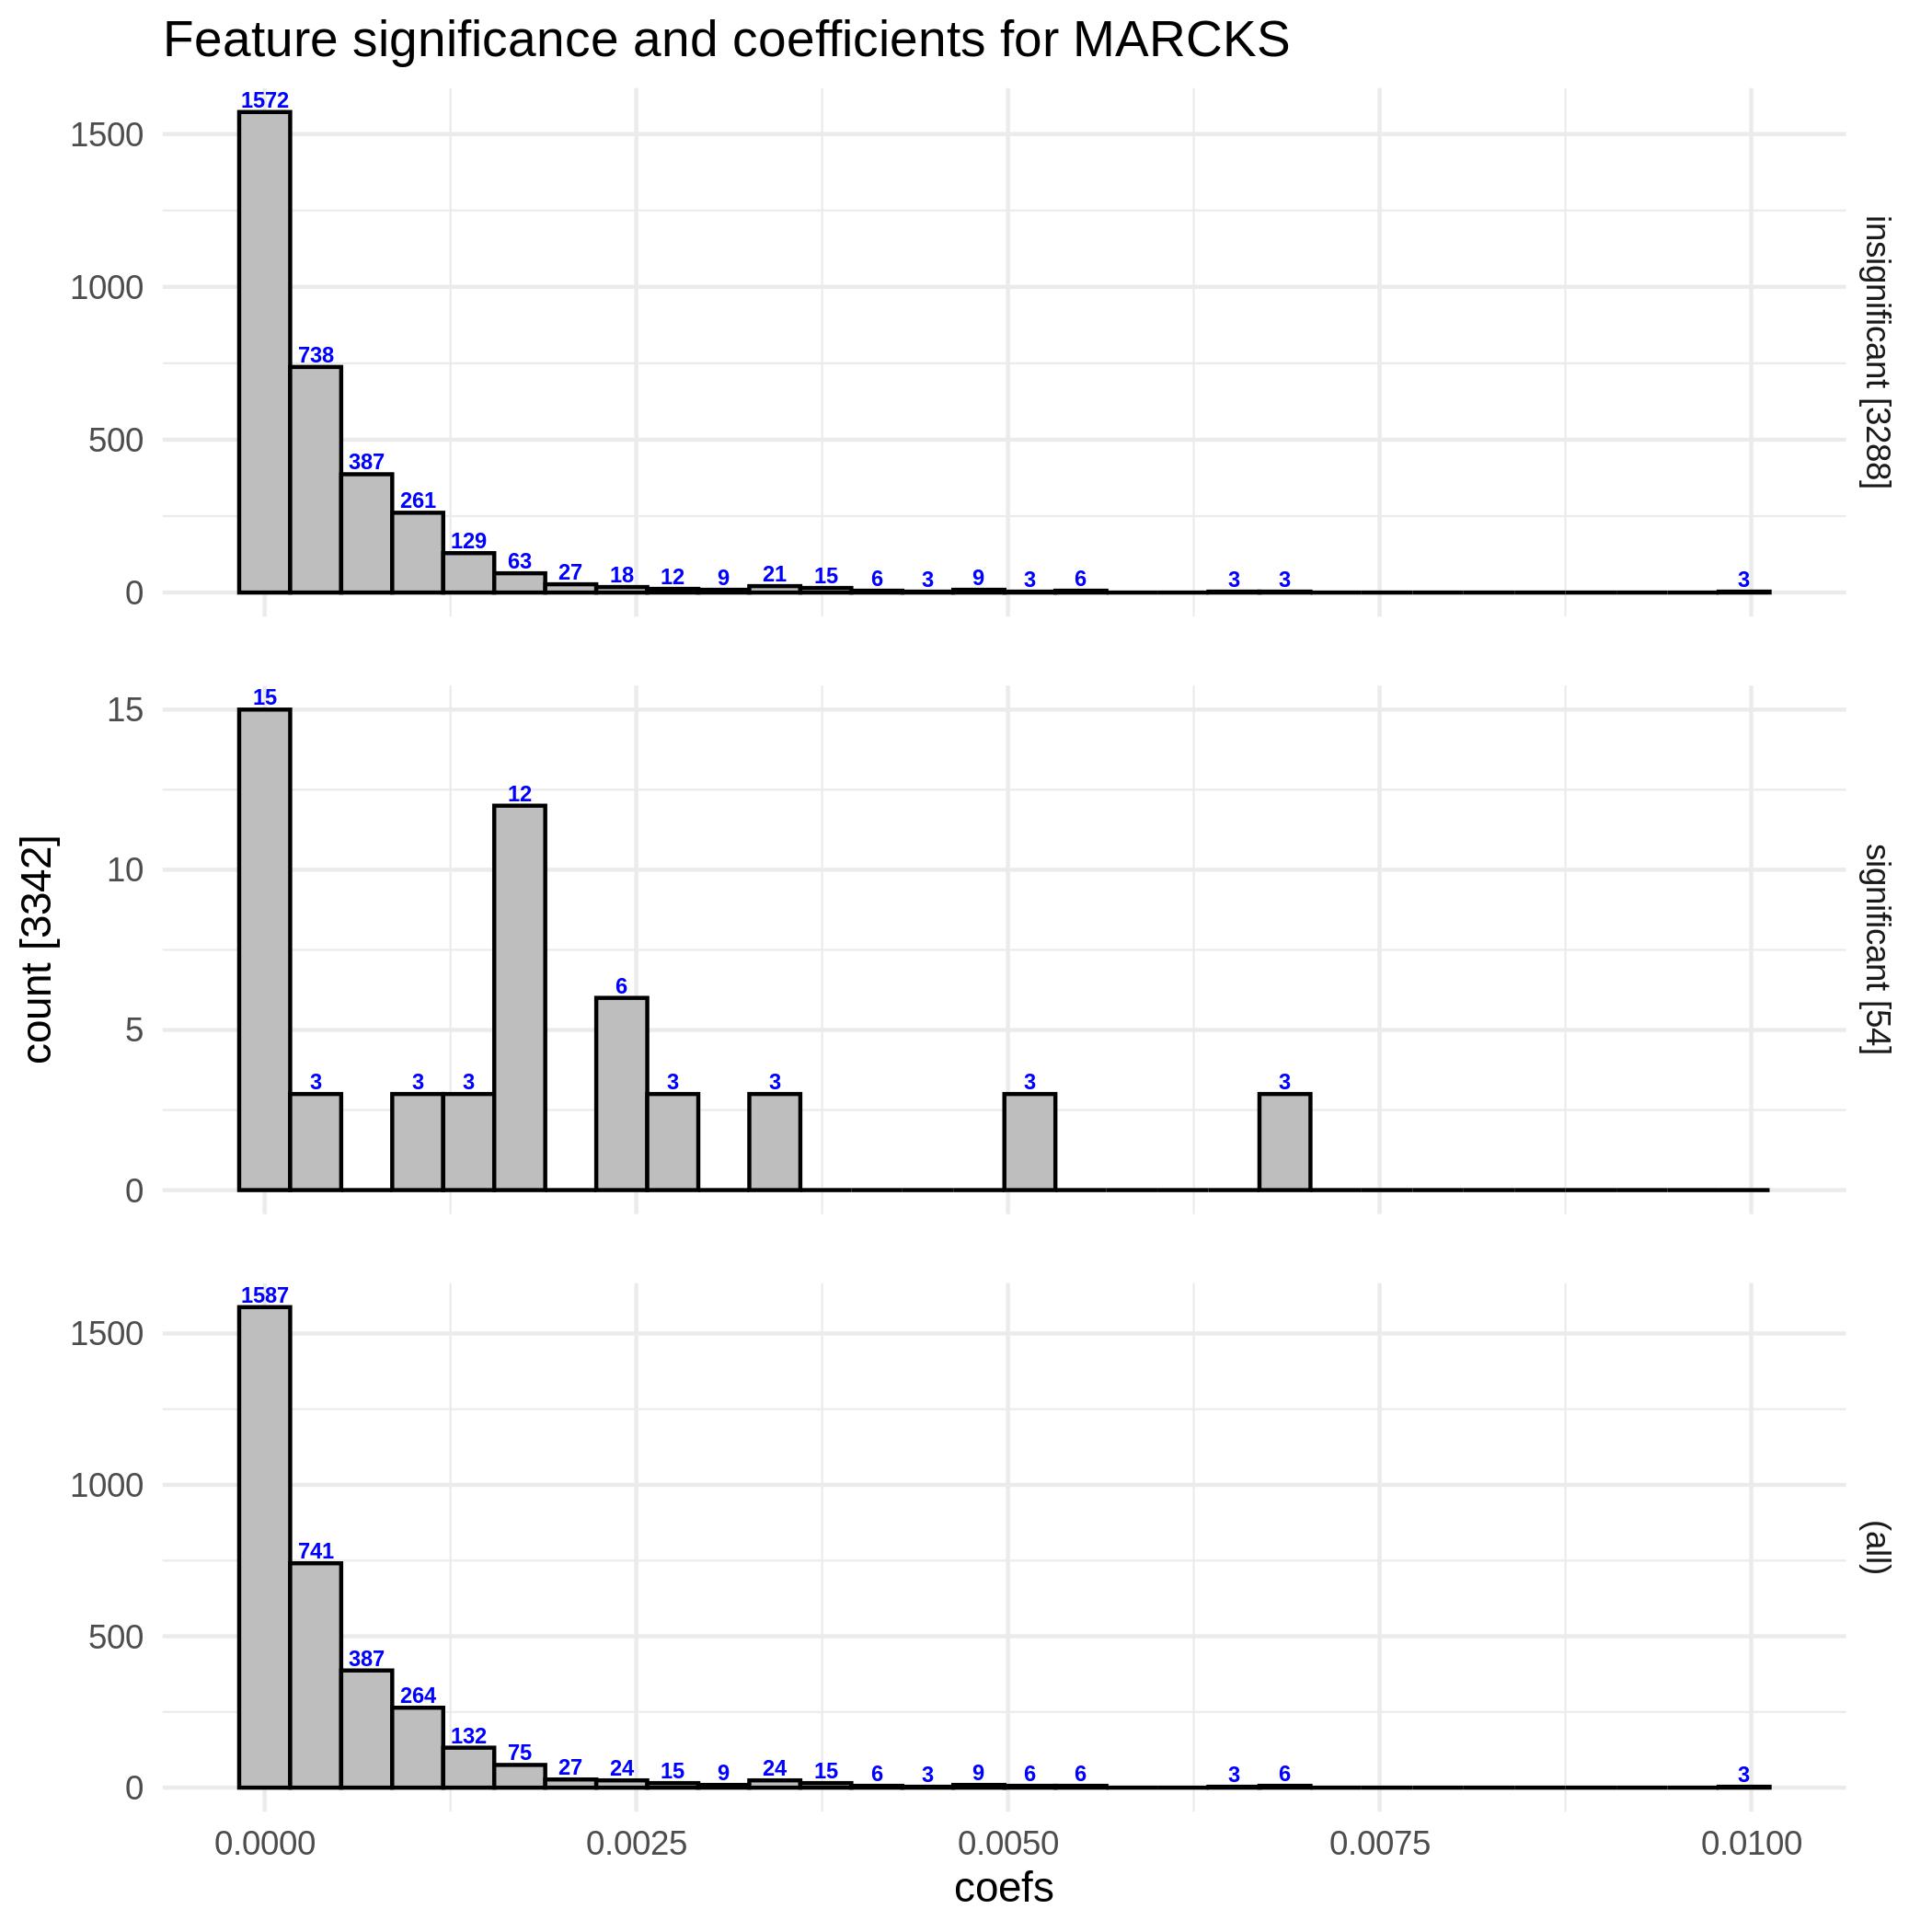 Feature significance and coefficients for MARCKS
1572
1500
1000
738
500
387
261
129
63
27 18 12 9 21 15 6 3 9 3 6 3 3 3
0
insignificant [3288]
15
15
12
10
6
5
3 3 3 3 3 3 3
0
significant [54]
count [3342]
1587
1500
1000
741
500
387
264
132
75
27 24 15 9 24 15 6 3 9 6 6 3 6 3
0
(all)
0.0000 0.0025 0.0050 0.0075 0.0100
coefs